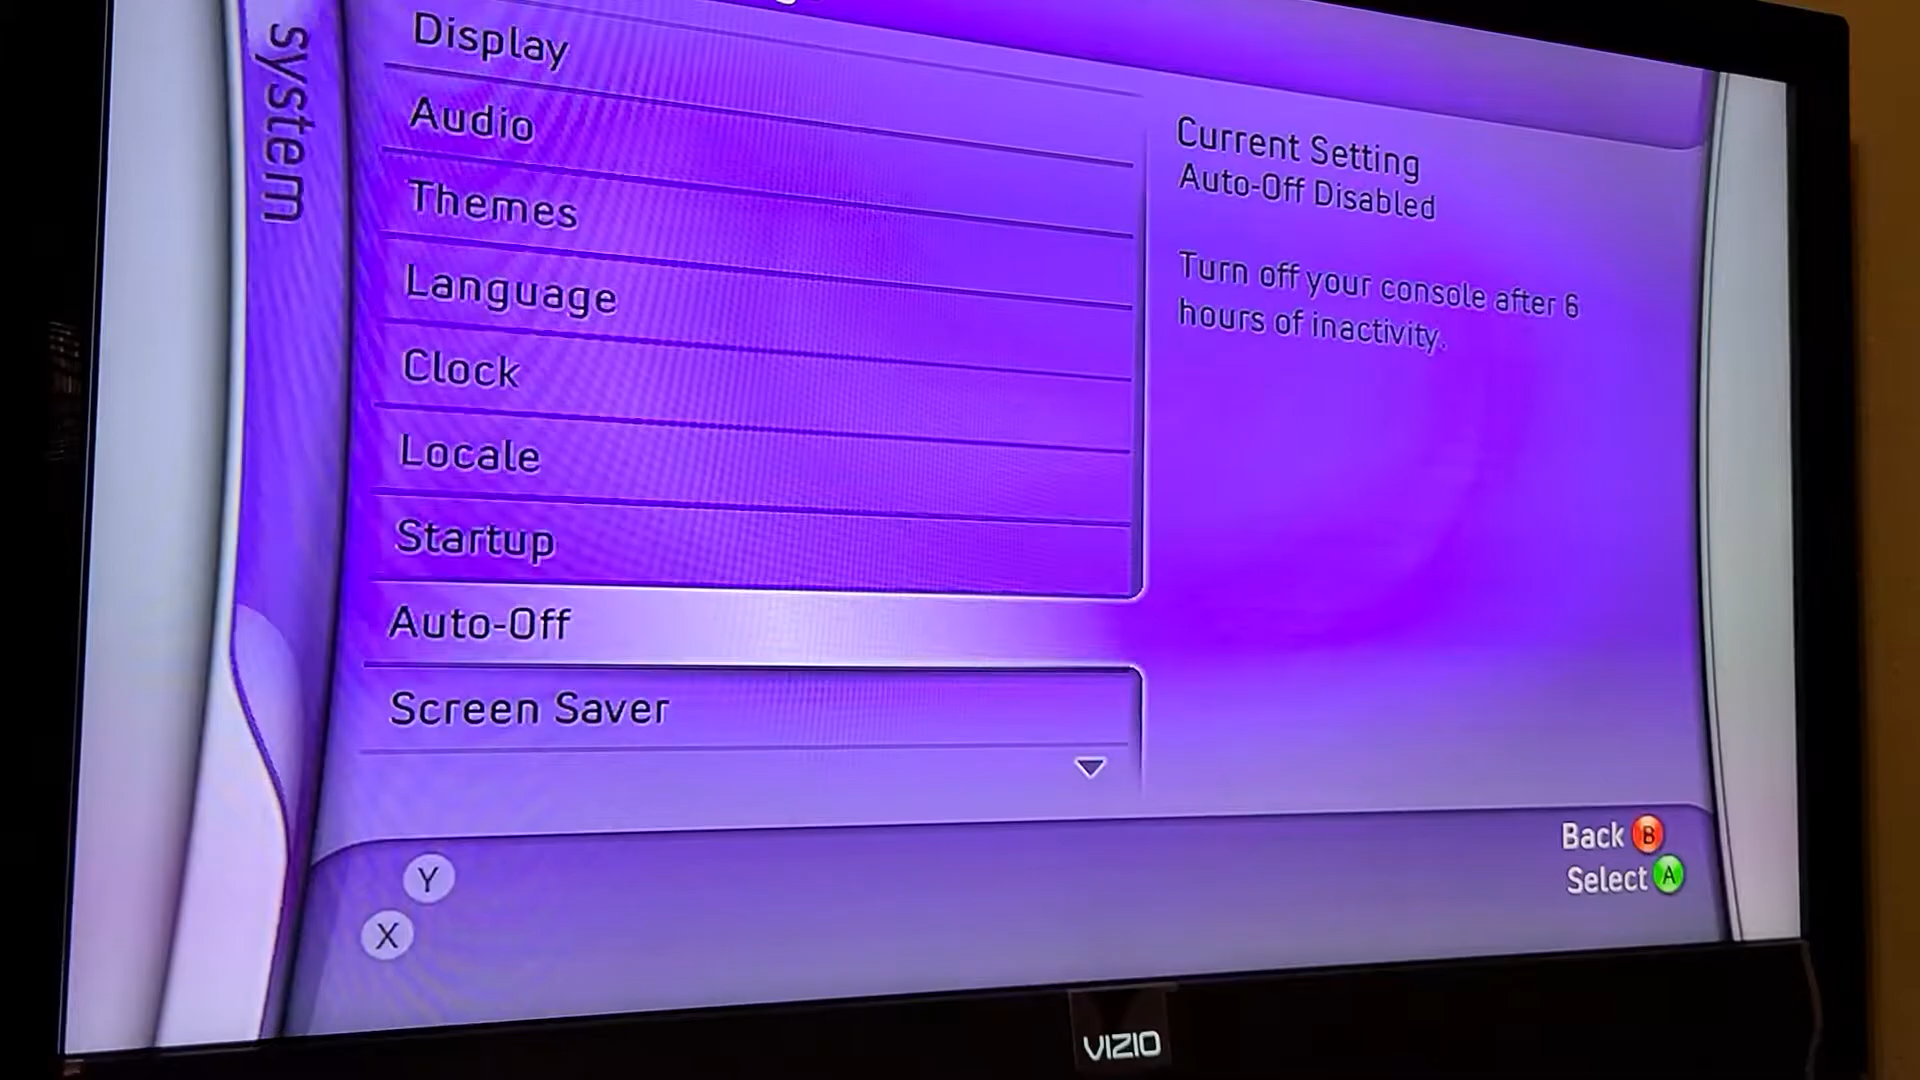 system
Display
Audio
Themes
Language
Clock
Locale
Startup
Auto-Off
Screen Saver
Current Setting
Auto-Off Disabled
Turn off your console after 6
hours of inactivity.
Y
X
Back B
Select A
VIZIO